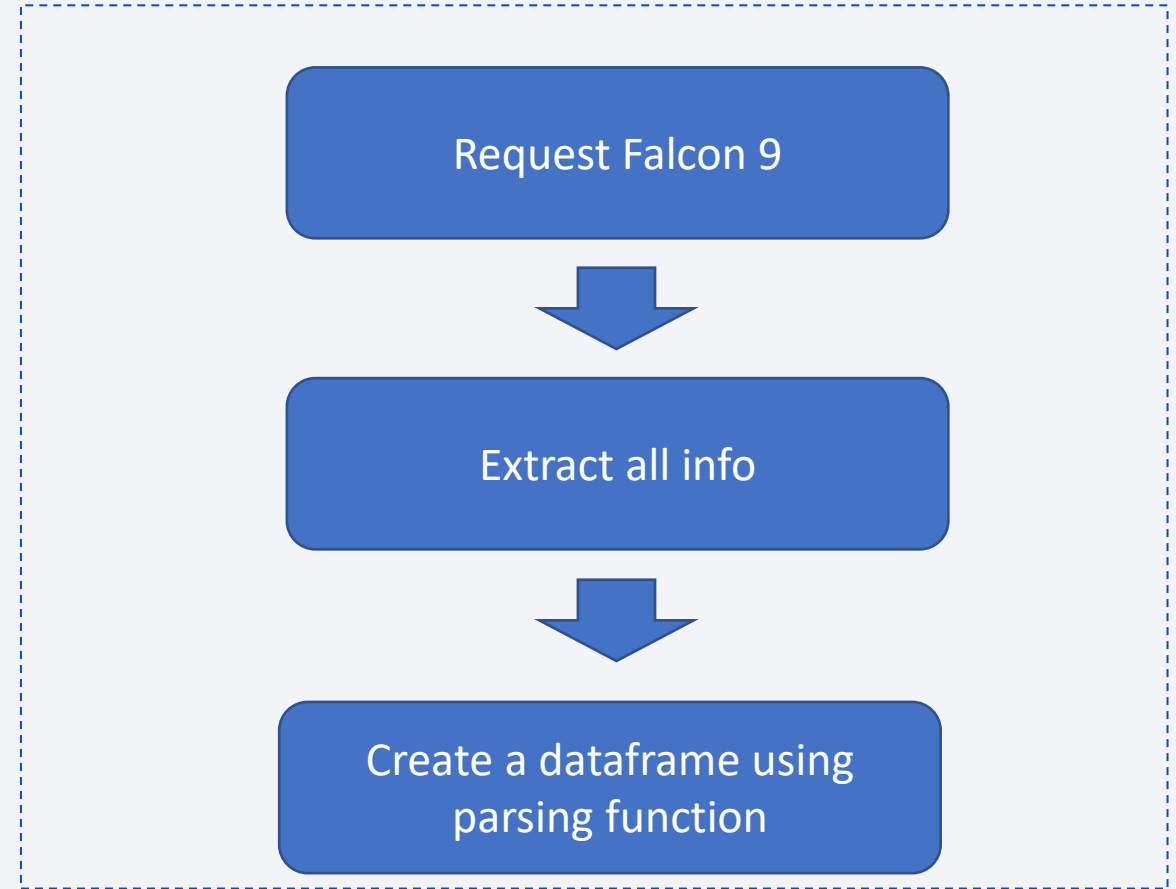 Request Falcon 9
Extract all info
Create a dataframe using
parsing function